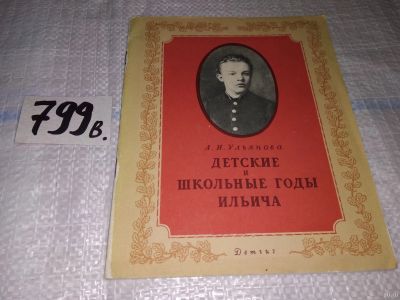 799в.
А. И. Ульянова
ДЕТСКИЕ
и
ШКОЛЬНЫЕ ГОДЫ
ИЛЬИЧА
Детгиз